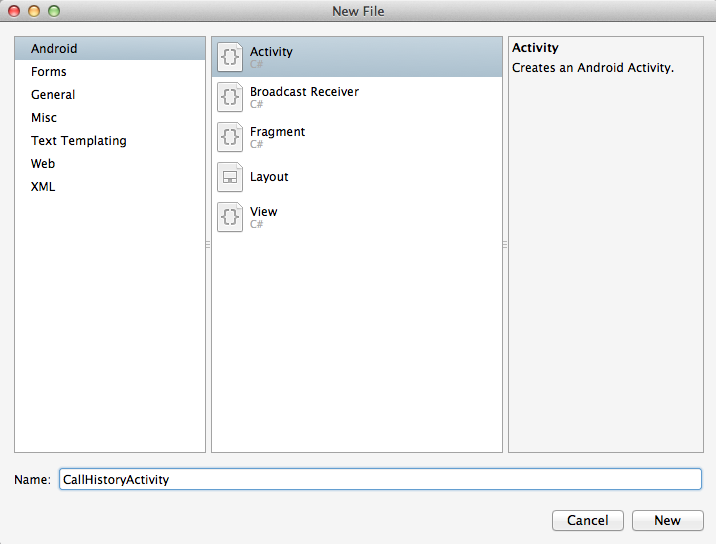 New File
Android
Forms
General
Misc
Text Templating
Web
XML
Activity
C#
Broadcast Receiver
C#
Fragment
C#
Layout
View
C#
Activity
Creates an Android Activity.
Name: CallHistoryActivity
Cancel New